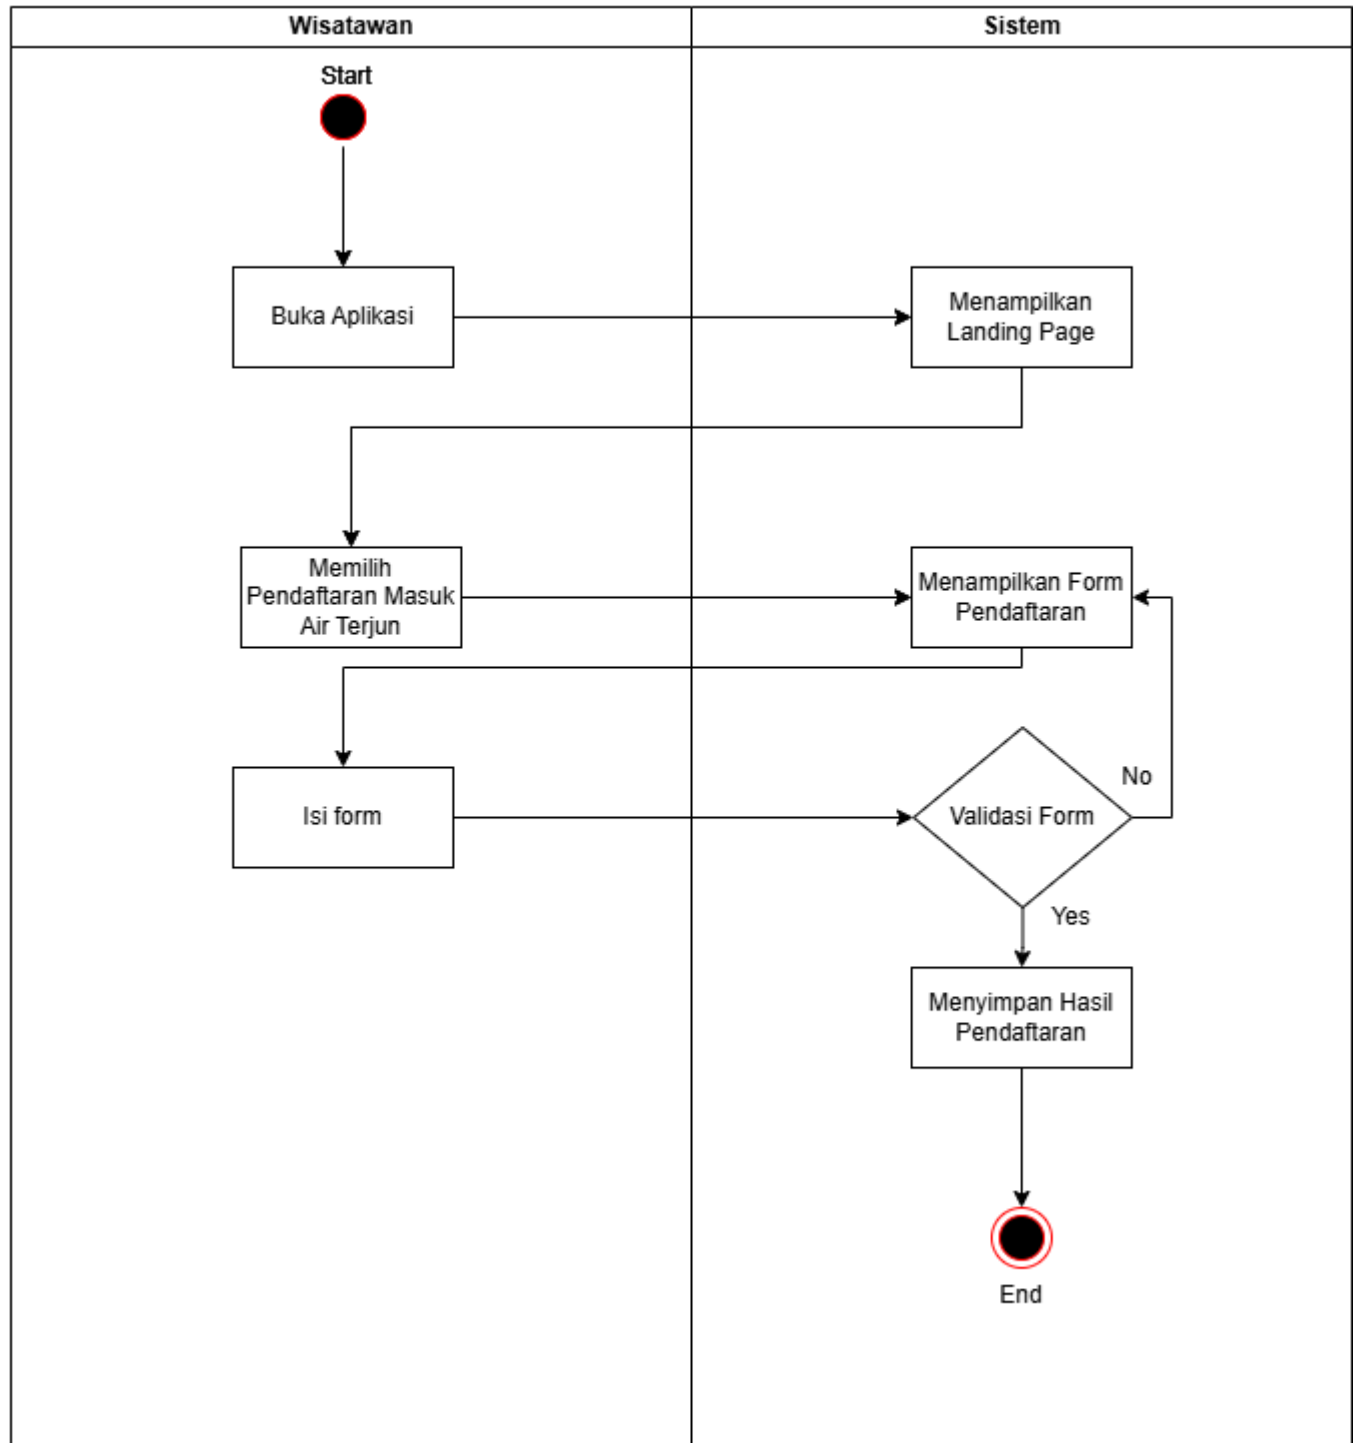 Wisatawan
Sistem
Start
Buka Aplikasi
Menampilkan
Landing Page
Memilih
Pendaftaran Masuk
Air Terjun
Menampilkan Form
Pendaftaran
Isi form
Validasi Form
No
Yes
Menyimpan Hasil
Pendaftaran
End